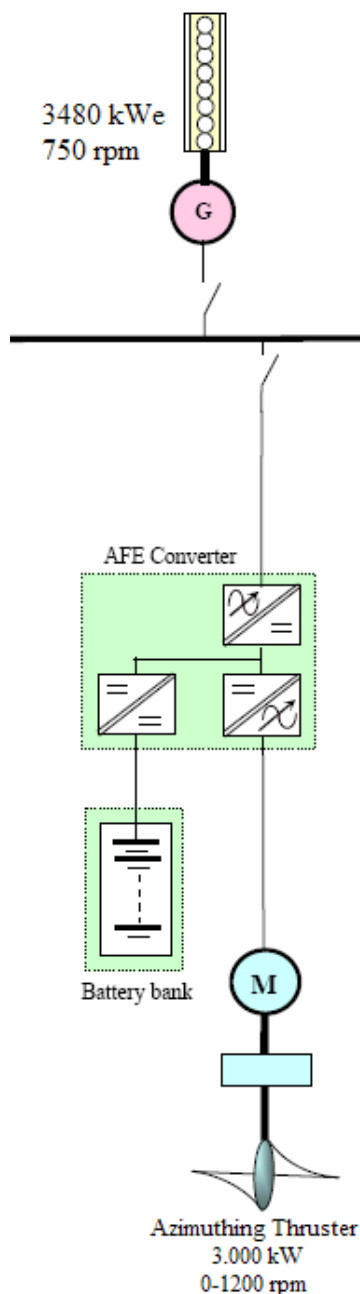 3480 kWe
750 rpm
G
AFE Converter
Battery bank
M
Azimuthing Thruster
3.000 kW
0-1200 rpm